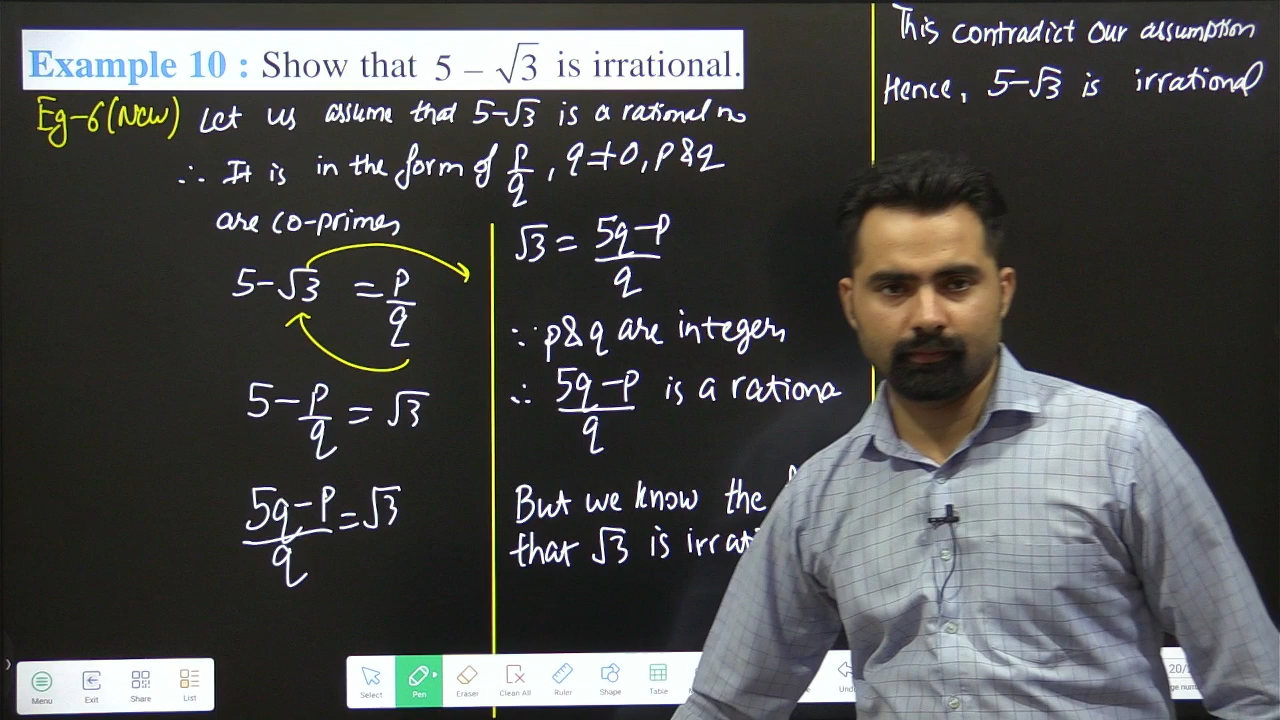 Example 10 : Show that 5 – √3 is irrational.
Eg-6(New) Let us assume that 5-√3 is a rational no
∴ It is in the form of p/q, q≠0, p & q
are co-primes
5-√3 = p/q
5 - p/q = √3
5q-p/q = √3
√3 = 5q-p/q
∵ p & q are integers
∴ 5q-p/q is a rationa
But we know the
that √3 is irrati
This contradict our assumption
Hence, 5-√3 is irrational
Menu Exit Share List
Select Pen Eraser Clean All Ruler Shape Table